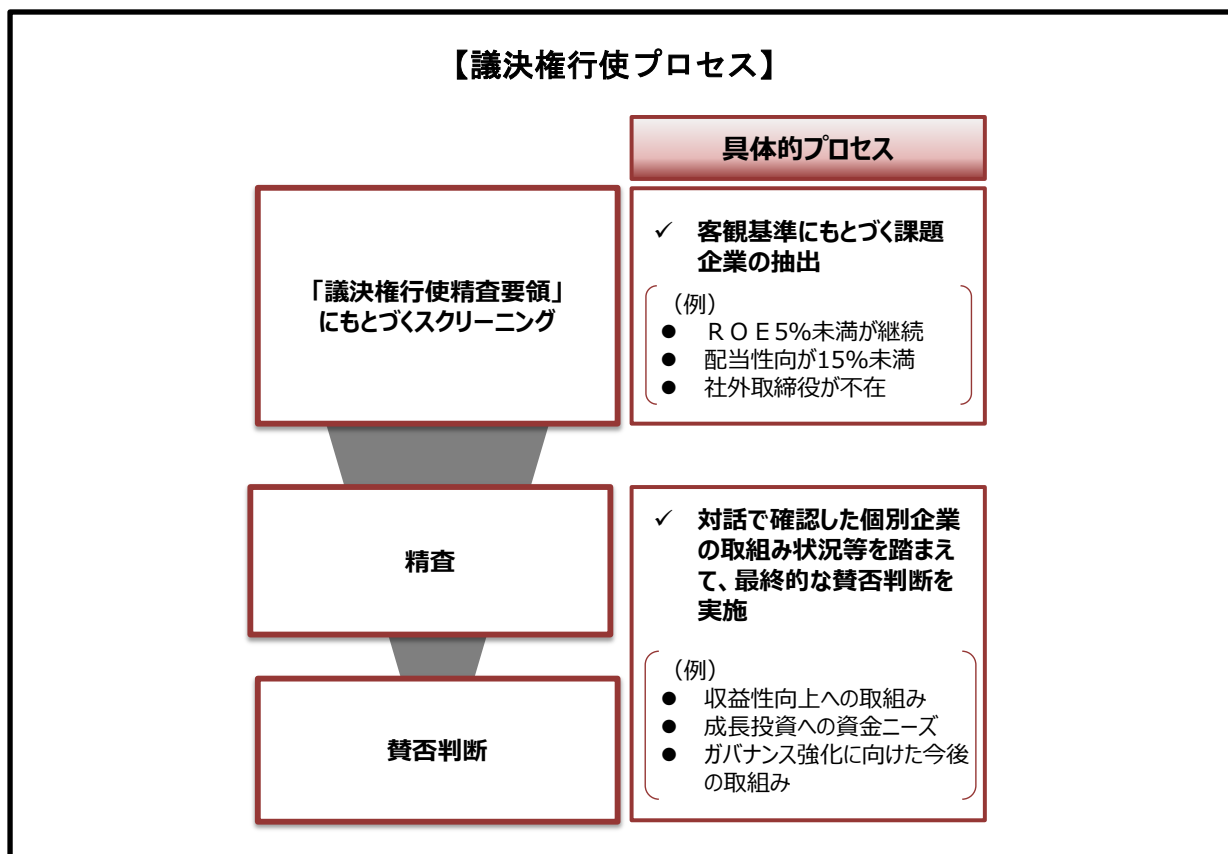 【議決権行使プロセス】
具体的プロセス
「議決権行使精査要領」
にもとづくスクリーニング
✓ 客観基準にもとづく課題
企業の抽出
（例）
● ＲＯＥ5%未満が継続
● 配当性向が15%未満
● 社外取締役が不在
精査
✓ 対話で確認した個別企業
の取組み状況等を踏まえ
て、最終的な賛否判断を
実施
（例）
● 収益性向上への取組み
● 成長投資への資金ニーズ
● ガバナンス強化に向けた今後
の取組み
賛否判断